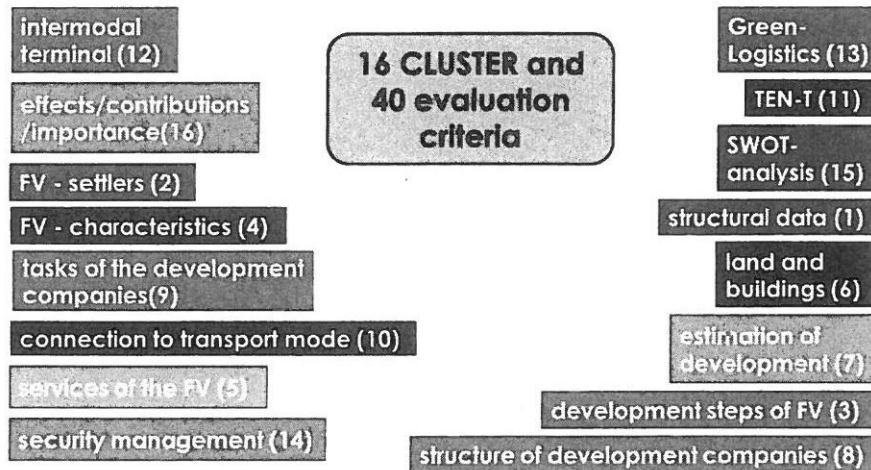 intermodal
terminal (12)
effects/contributions
/importance(16)
FV - settlers (2)
FV - characteristics (4)
tasks of the development
companies(9)
connection to transport mode (10)
services of the FV (5)
security management (14)
16 CLUSTER and
40 evaluation
criteria
Green-
Logistics (13)
TEN-T (11)
SWOT-
analysis (15)
structural data (1)
land and
buildings (6)
estimation of
development (7)
development steps of FV (3)
structure of development companies (8)